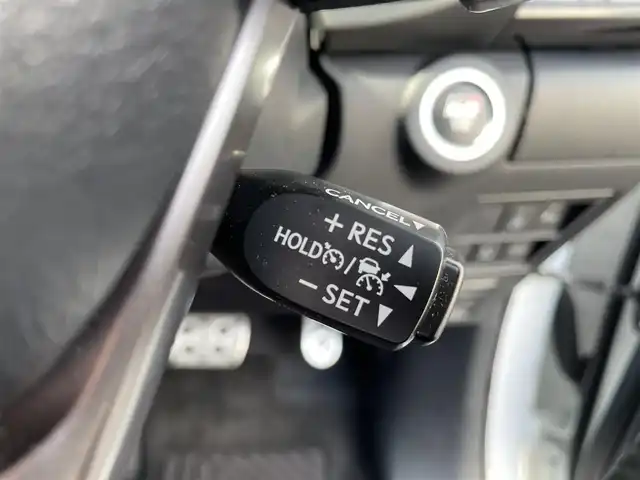 CANCEL▼
+ RES ▲
HOLD / ◀
− SET ▼